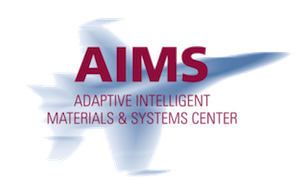 AIMS
ADAPTIVE INTELLIGENT
MATERIALS & SYSTEMS CENTER